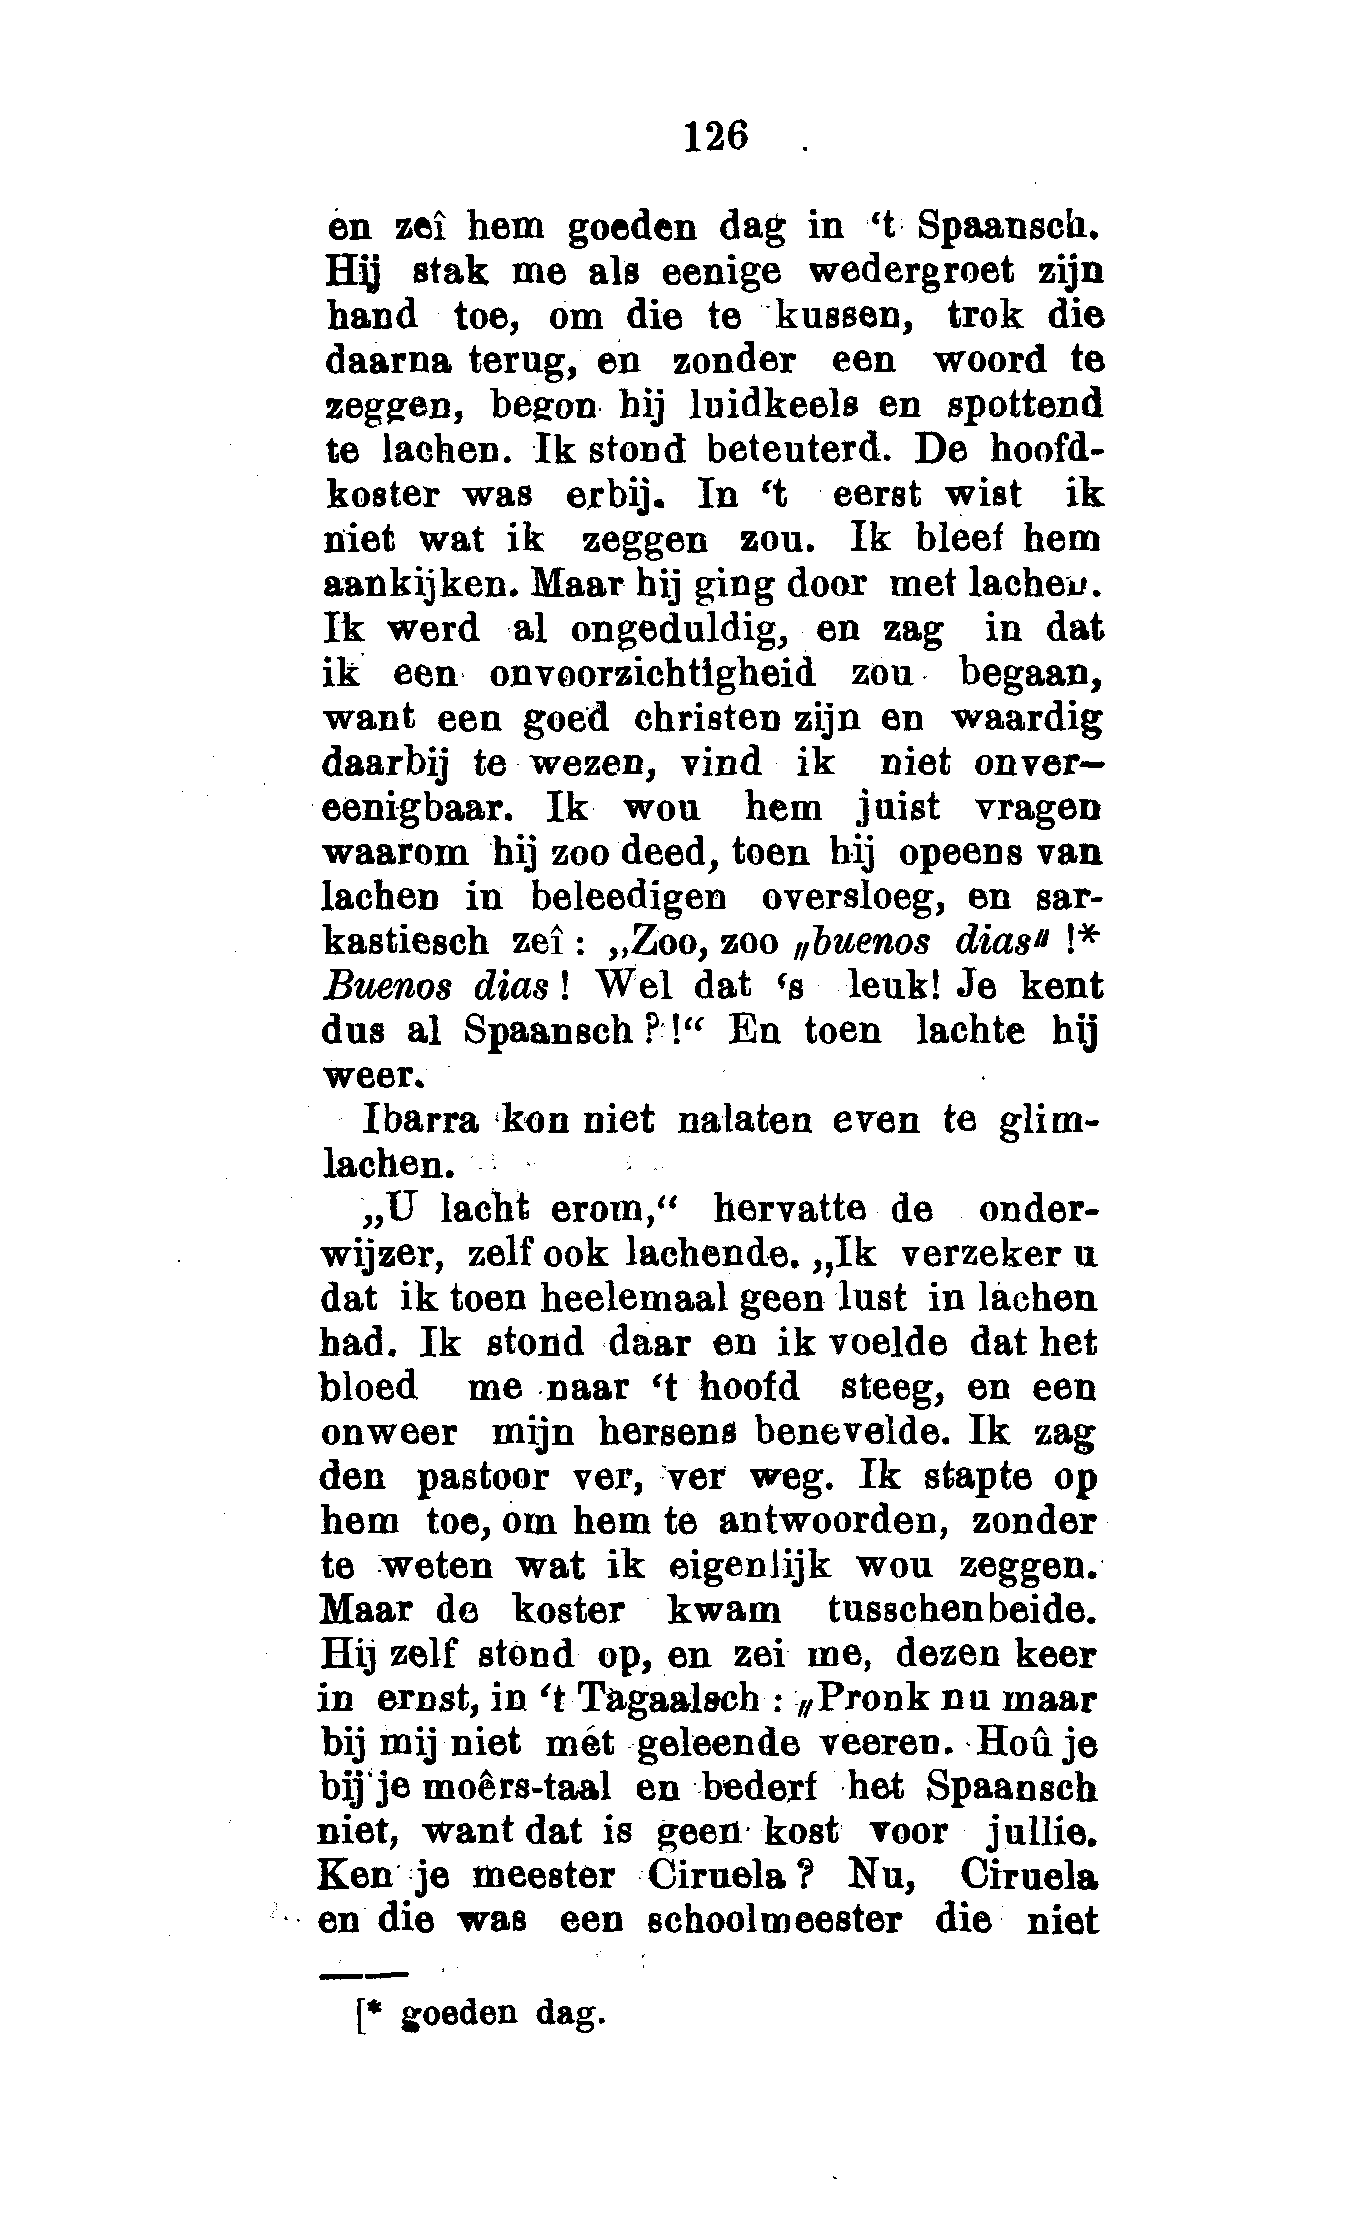 126
en zeî hem goeden dag in ‘t Spaansch.
Hij stak me als eenige wedergroet zijn
hand toe, om die te kussen, trok die
daarna terug, en zonder een woord te
zeggen, begon hij luidkeels en spottend
te lachen. Ik stond beteuterd. De hoofd-
koster was erbij. In ‘t eerst wist ik
niet wat ik zeggen zou. Ik bleef hem
aankijken. Maar hij ging door met lachen.
Ik werd al ongeduldig, en zag in dat
ik een onvoorzichtigheid zou begaan,
want een goed christen zijn en waardig
daarbij te wezen, vind ik niet onver—
eenigbaar. Ik wou hem juist vragen
waarom hij zoo deed, toen hij opeens van
lachen in beleedigen oversloeg, en sar-
kastiesch zeî : „Zoo, zoo „buenos dias“ !*
Buenos dias ! Wel dat ‘s leuk! Je kent
dus al Spaansch ? !“ En toen lachte hij
weer.
Ibarra kon niet nalaten even te glim-
lachen.
„U lacht erom,“ hervatte de onder-
wijzer, zelf ook lachende. „Ik verzeker u
dat ik toen heelemaal geen lust in lachen
had. Ik stond daar en ik voelde dat het
bloed me naar ‘t hoofd steeg, en een
onweer mijn hersens benevelde. Ik zag
den pastoor ver, ver weg. Ik stapte op
hem toe, om hem te antwoorden, zonder
te weten wat ik eigenlijk wou zeggen.
Maar de koster kwam tusschenbeide.
Hij zelf stond op, en zei me, dezen keer
in ernst, in ‘t Tagaalsch : „Pronk nu maar
bij mij niet mét geleende veeren. Hoû je
bij je moêrs-taal en bederf het Spaansch
niet, want dat is geen kost voor jullie.
Ken je meester Ciruela ? Nu, Ciruela
en die was een schoolmeester die niet
[* goeden dag.